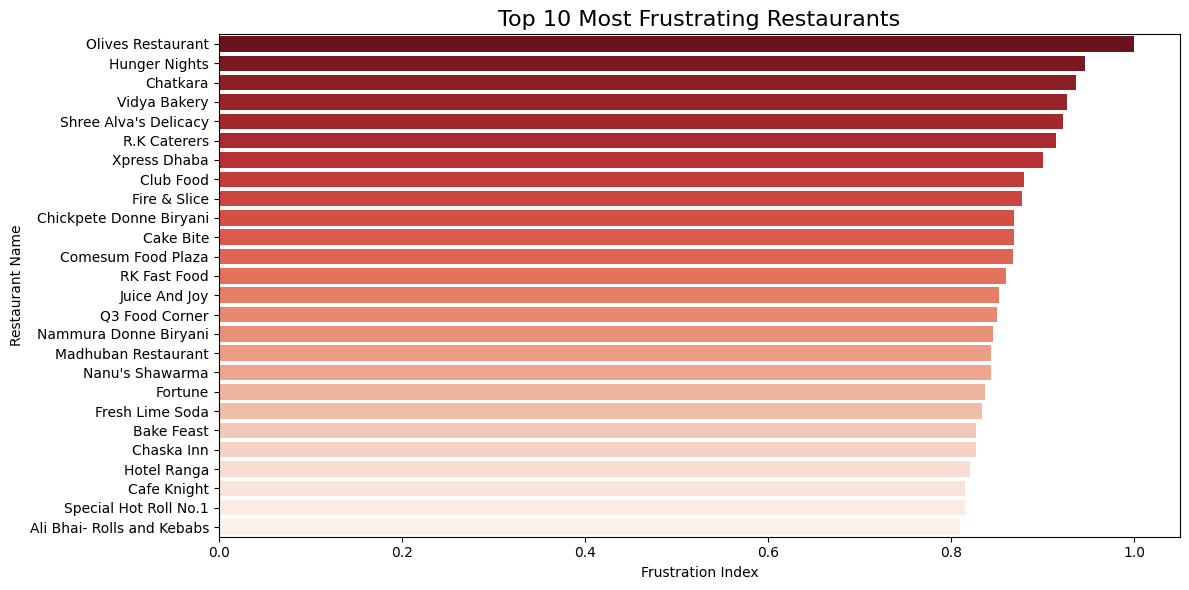 Top 10 Most Frustrating Restaurants
Restaurant Name
Olives Restaurant
Hunger Nights
Chatkara
Vidya Bakery
Shree Alva's Delicacy
R.K Caterers
Xpress Dhaba
Club Food
Fire & Slice
Chickpete Donne Biryani
Cake Bite
Comesum Food Plaza
RK Fast Food
Juice And Joy
Q3 Food Corner
Nammura Donne Biryani
Madhuban Restaurant
Nanu's Shawarma
Fortune
Fresh Lime Soda
Bake Feast
Chaska Inn
Hotel Ranga
Cafe Knight
Special Hot Roll No.1
Ali Bhai- Rolls and Kebabs
0.0 0.2 0.4 0.6 0.8 1.0
Frustration Index